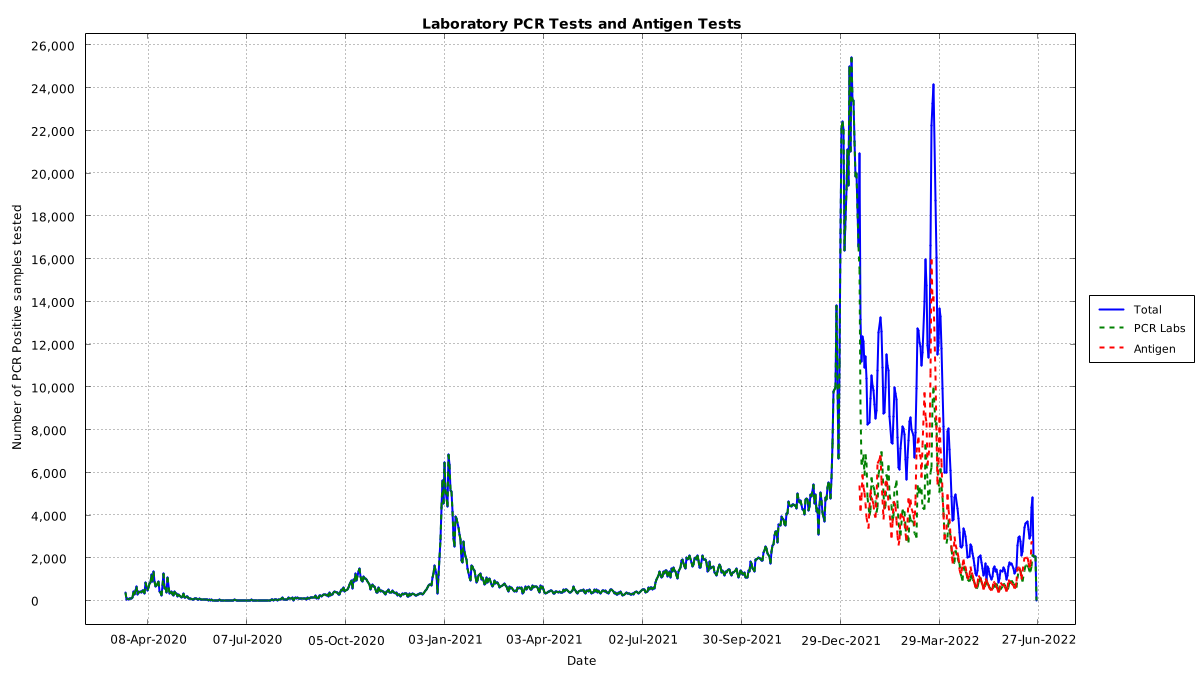 Laboratory PCR Tests and Antigen Tests
Number of PCR Positive samples tested
26,000
24,000
22,000
20,000
18,000
16,000
14,000
12,000
10,000
8,000
6,000
4,000
2,000
0
08-Apr-2020
07-Jul-2020
05-Oct-2020
03-Jan-2021
03-Apr-2021
02-Jul-2021
30-Sep-2021
29-Dec-2021
29-Mar-2022
27-Jun-2022
Date
Total
PCR Labs
Antigen